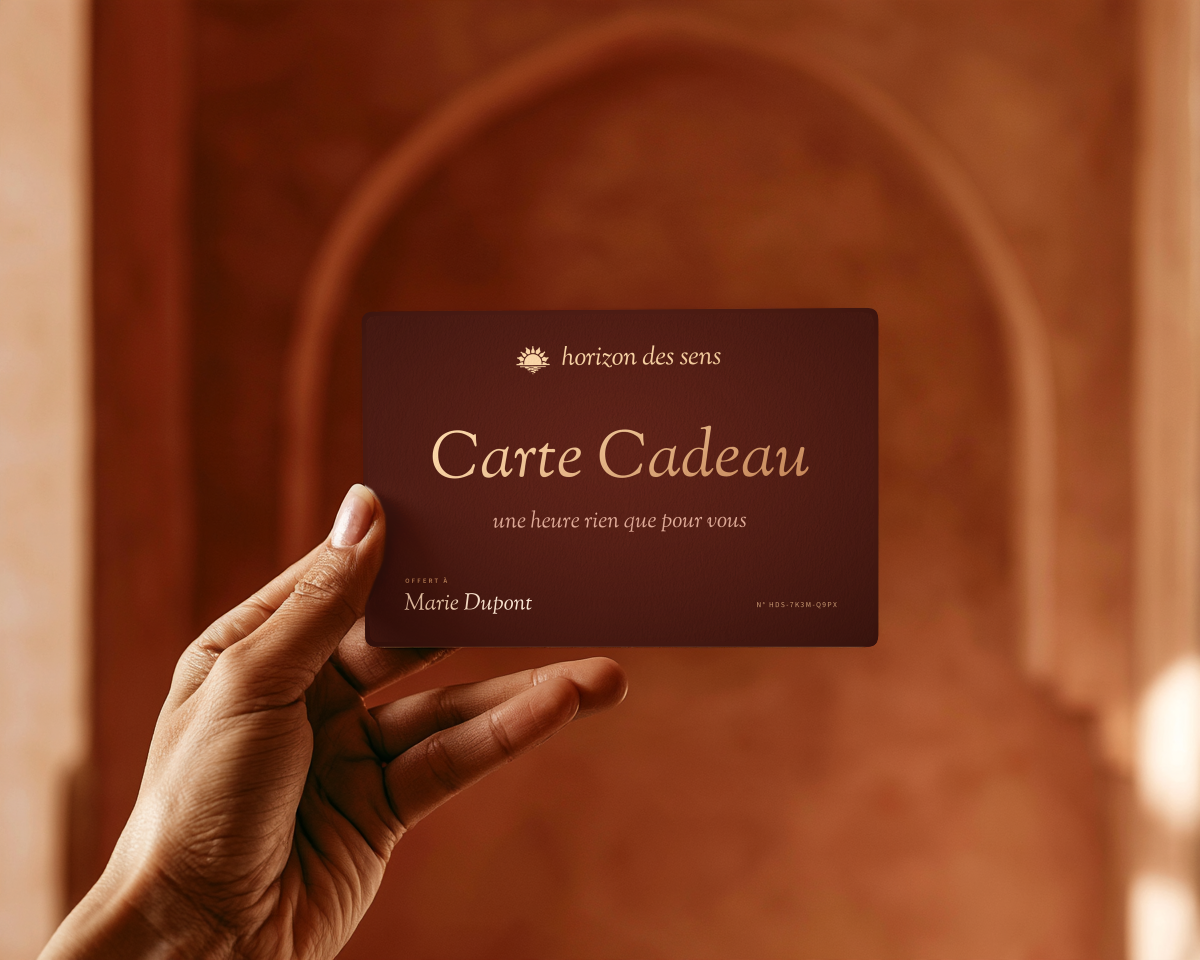 horizon des sens
Carte Cadeau
une heure rien que pour vous
OFFERT À
Marie Dupont
N° HDS-7K3M-Q9PX